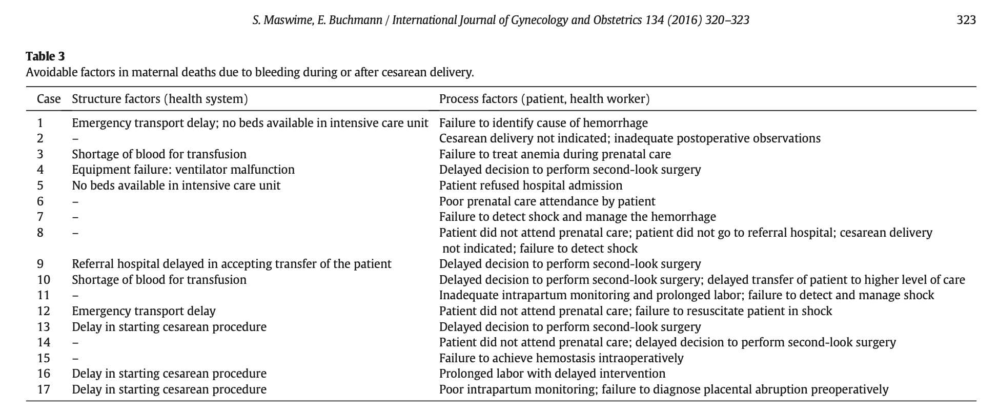 S. Maswime, E. Buchmann / International Journal of Gynecology and Obstetrics 134 (2016) 320–323 323
Table 3
Avoidable factors in maternal deaths due to bleeding during or after cesarean delivery.
Case Structure factors (health system) Process factors (patient, health worker)
1 Emergency transport delay; no beds available in intensive care unit Failure to identify cause of hemorrhage
2 – Cesarean delivery not indicated; inadequate postoperative observations
3 Shortage of blood for transfusion Failure to treat anemia during prenatal care
4 Equipment failure: ventilator malfunction Delayed decision to perform second-look surgery
5 No beds available in intensive care unit Patient refused hospital admission
6 – Poor prenatal care attendance by patient
7 – Failure to detect shock and manage the hemorrhage
8 – Patient did not attend prenatal care; patient did not go to referral hospital; cesarean delivery
not indicated; failure to detect shock
9 Referral hospital delayed in accepting transfer of the patient Delayed decision to perform second-look surgery
10 Shortage of blood for transfusion Delayed decision to perform second-look surgery; delayed transfer of patient to higher level of care
11 – Inadequate intrapartum monitoring and prolonged labor; failure to detect and manage shock
12 Emergency transport delay Patient did not attend prenatal care; failure to resuscitate patient in shock
13 Delay in starting cesarean procedure Delayed decision to perform second-look surgery
14 – Patient did not attend prenatal care; delayed decision to perform second-look surgery
15 – Failure to achieve hemostasis intraoperatively
16 Delay in starting cesarean procedure Prolonged labor with delayed intervention
17 Delay in starting cesarean procedure Poor intrapartum monitoring; failure to diagnose placental abruption preoperatively